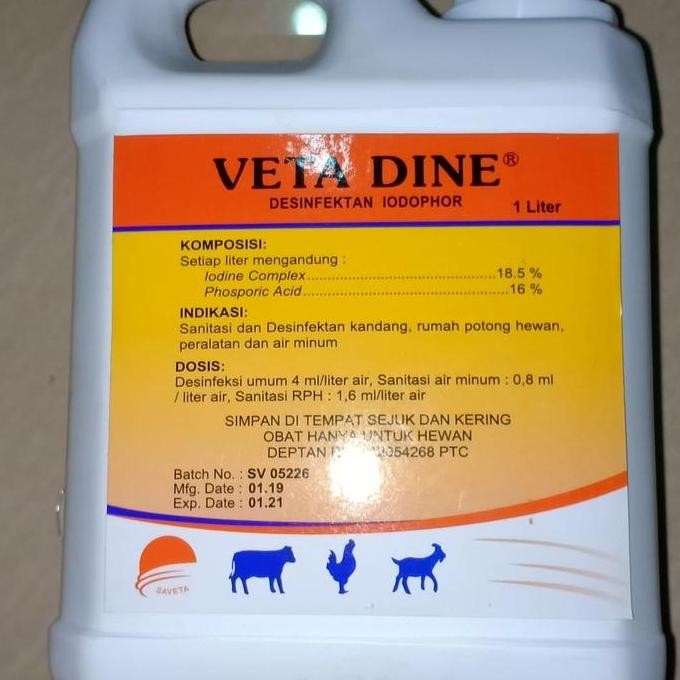 VETA DINE®
DESINFEKTAN IODOPHOR
1 Liter
KOMPOSISI:
Setiap liter mengandung :
Iodine Complex.......................................18.5 %
Phosporic Acid..........................................16 %
INDIKASI:
Sanitasi dan Desinfektan kandang, rumah potong hewan,
peralatan dan air minum
DOSIS:
Desinfeksi umum 4 ml/liter air, Sanitasi air minum : 0,8 ml
/ liter air, Sanitasi RPH : 1,6 ml/liter air
SIMPAN DI TEMPAT SEJUK DAN KERING
OBAT HANYA UNTUK HEWAN
DEPTAN PTC
Batch No. : SV 05226
Mfg. Date : 01.19
Exp. Date : 01.21
SAVETA